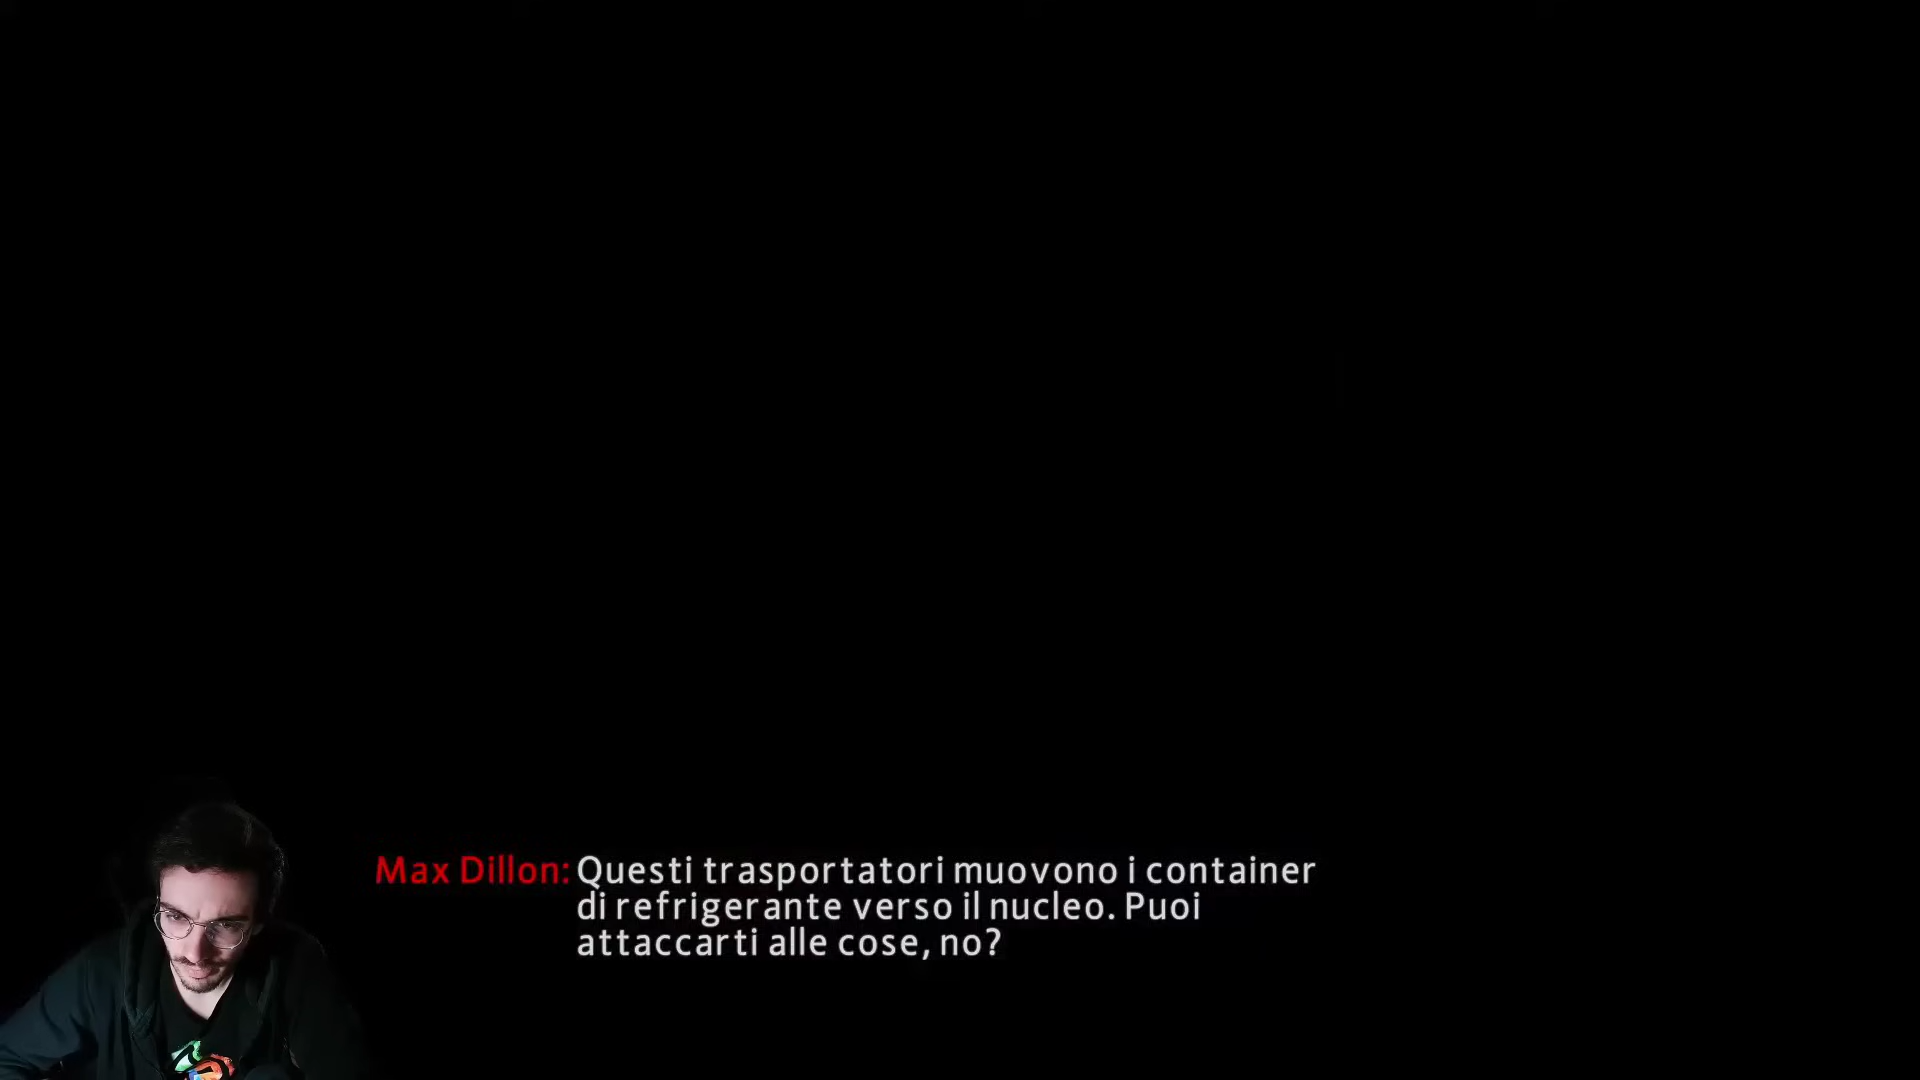 Max Dillon: Questi trasportatori muovono i container
di refrigerante verso il nucleo. Puoi
attaccarti alle cose, no?